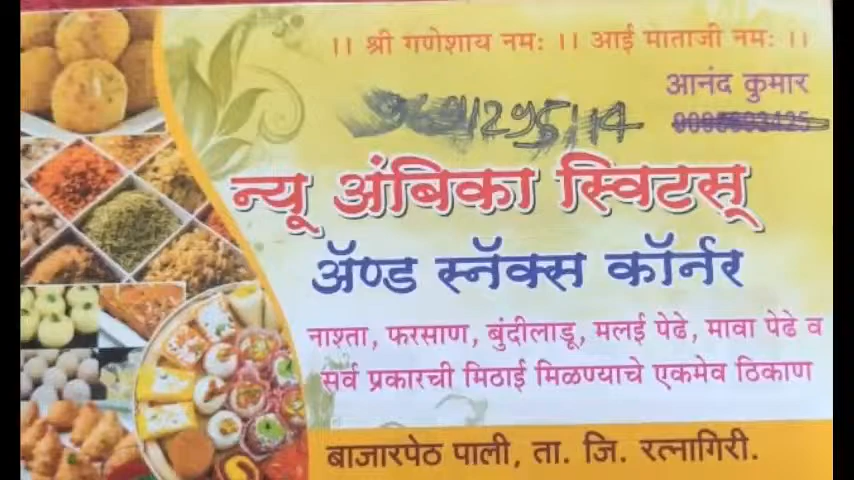 ।। श्री गणेशाय नमः ।। आई माताजी नमः ।।
आनंद कुमार
न्यू अंबिका स्विटस्
ॲण्ड स्नॅक्स कॉर्नर
नाश्ता, फरसाण, बुंदीलाडू, मलई पेढे, मावा पेढे व
सर्व प्रकारची मिठाई मिळण्याचे एकमेव ठिकाण
बाजारपेठ पाली, ता. जि. रत्नागिरी.